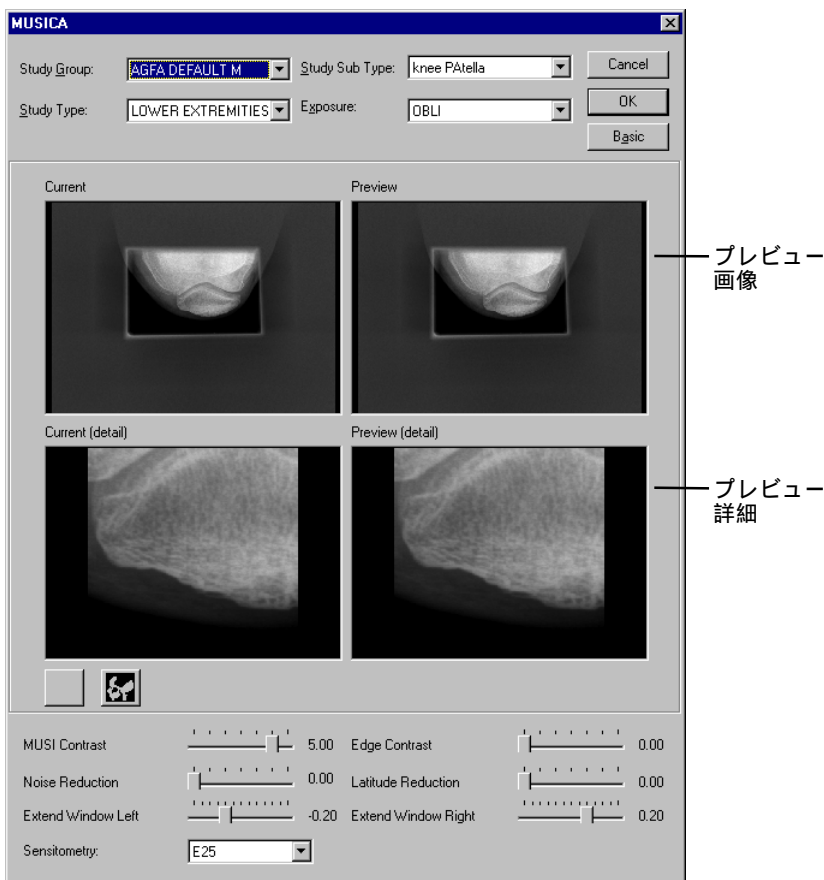 MUSICA
Study Group:
AGFA DEFAULT M
Study Sub Type:
knee PAtella
Cancel
Study Type:
LOWER EXTREMITIES
Exposure:
OBLI
OK
Basic
Current
Preview
プレビュー
画像
Current (detail)
Preview (detail)
プレビュー
詳細
MUSI Contrast
5.00
Edge Contrast
0.00
Noise Reduction
0.00
Latitude Reduction
0.00
Extend Window Left
-0.20
Extend Window Right
0.20
Sensitometry:
E25